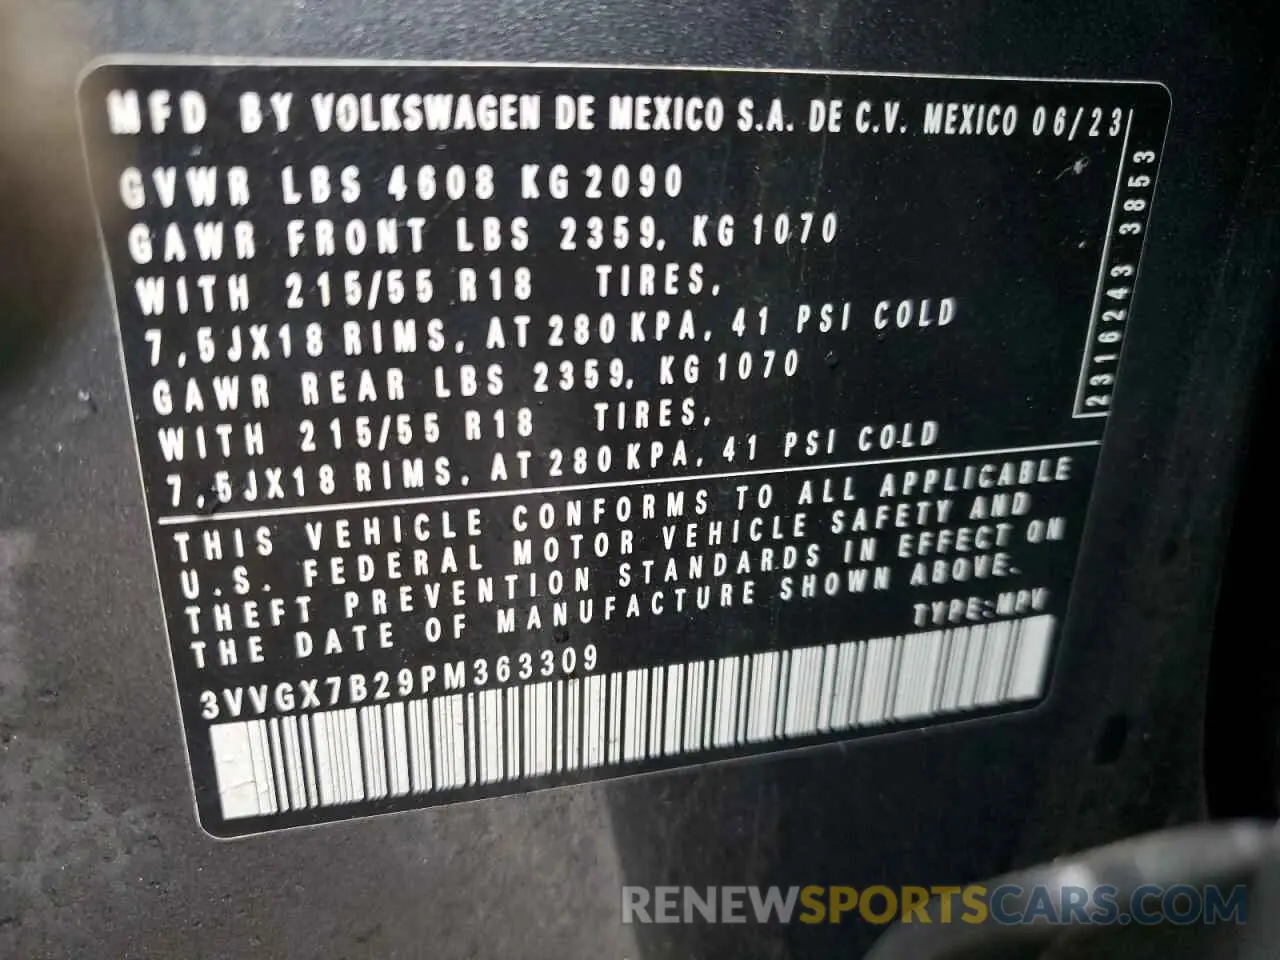 MFD BY VOLKSWAGEN DE MEXICO S.A. DE C.V. MEXICO 06/23
GVWR LBS 4608 KG 2090
GAWR FRONT LBS 2359, KG 1070
WITH 215/55 R18 TIRES,
7,5JX18 RIMS, AT 280 KPA, 41 PSI COLD
GAWR REAR LBS 2359, KG 1070
WITH 215/55 R18 TIRES,
7,5JX18 RIMS, AT 280 KPA, 41 PSI COLD
2316243 3853
THIS VEHICLE CONFORMS TO ALL APPLICABLE
U.S. FEDERAL MOTOR VEHICLE SAFETY AND
THEFT PREVENTION STANDARDS IN EFFECT ON
THE DATE OF MANUFACTURE SHOWN ABOVE.
TYPE:MPV
3VVGX7B29PM363309
RENEWSPORTSCARS.COM